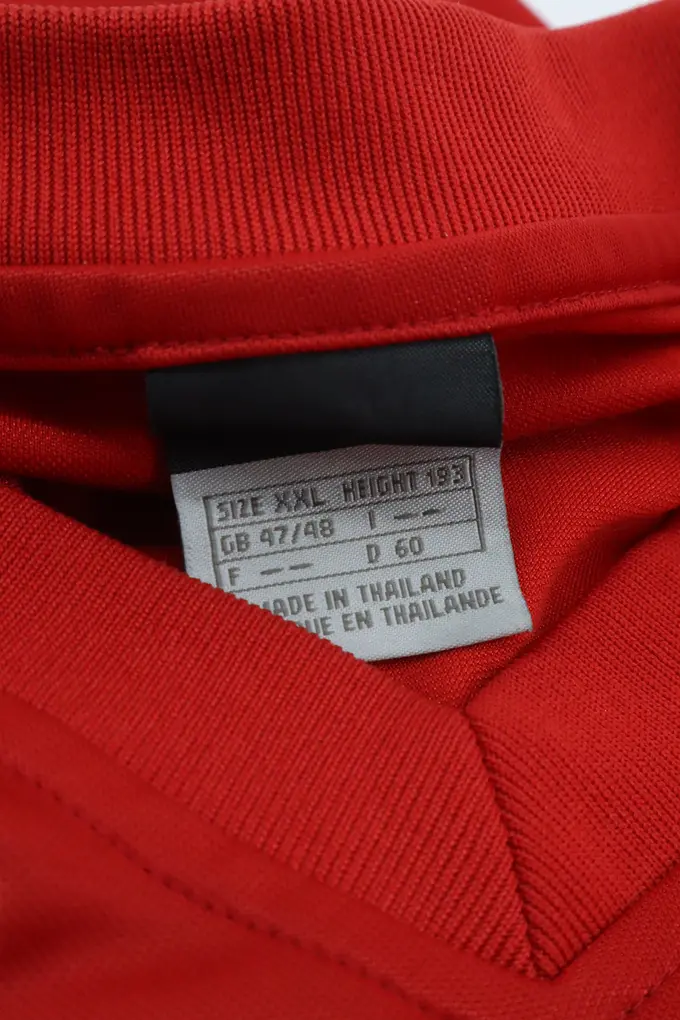 SIZE XXL HEIGHT 193
GB 47/48 I --
F -- D 60
MADE IN THAILAND
EN THAILANDE